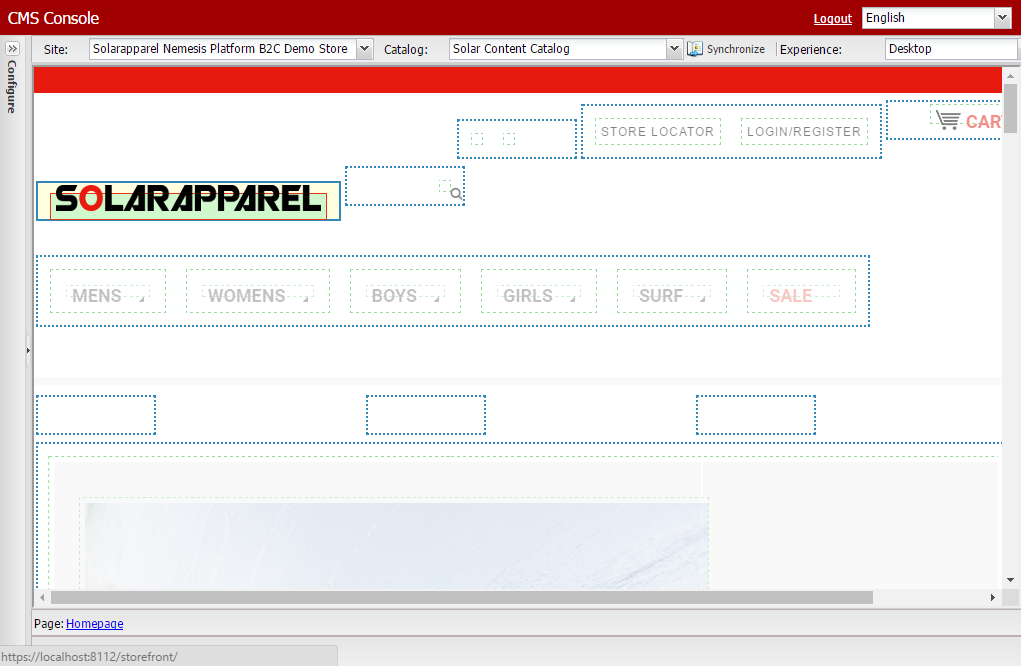 CMS Console
Logout
English
Site:
Solarapparel Nemesis Platform B2C Demo Store
Catalog:
Solar Content Catalog
Synchronize
Experience:
Desktop
Configure
STORE LOCATOR
LOGIN/REGISTER
CAR
SOLARAPPAREL
MENS
WOMENS
BOYS
GIRLS
SURF
SALE
Page: Homepage
https://localhost:8112/storefront/